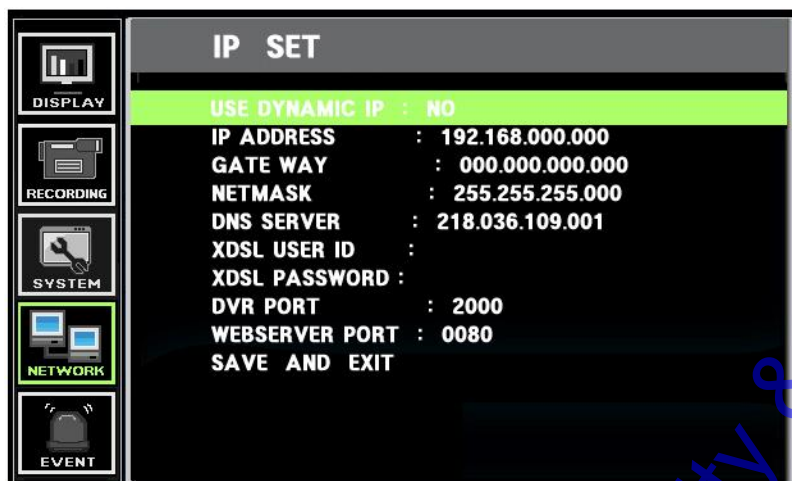 IP SET
DISPLAY
RECORDING
SYSTEM
NETWORK
EVENT
USE DYNAMIC IP : NO
IP ADDRESS : 192.168.000.000
GATE WAY : 000.000.000.000
NETMASK : 255.255.255.000
DNS SERVER : 218.036.109.001
XDSL USER ID :
XDSL PASSWORD :
DVR PORT : 2000
WEBSERVER PORT : 0080
SAVE AND EXIT